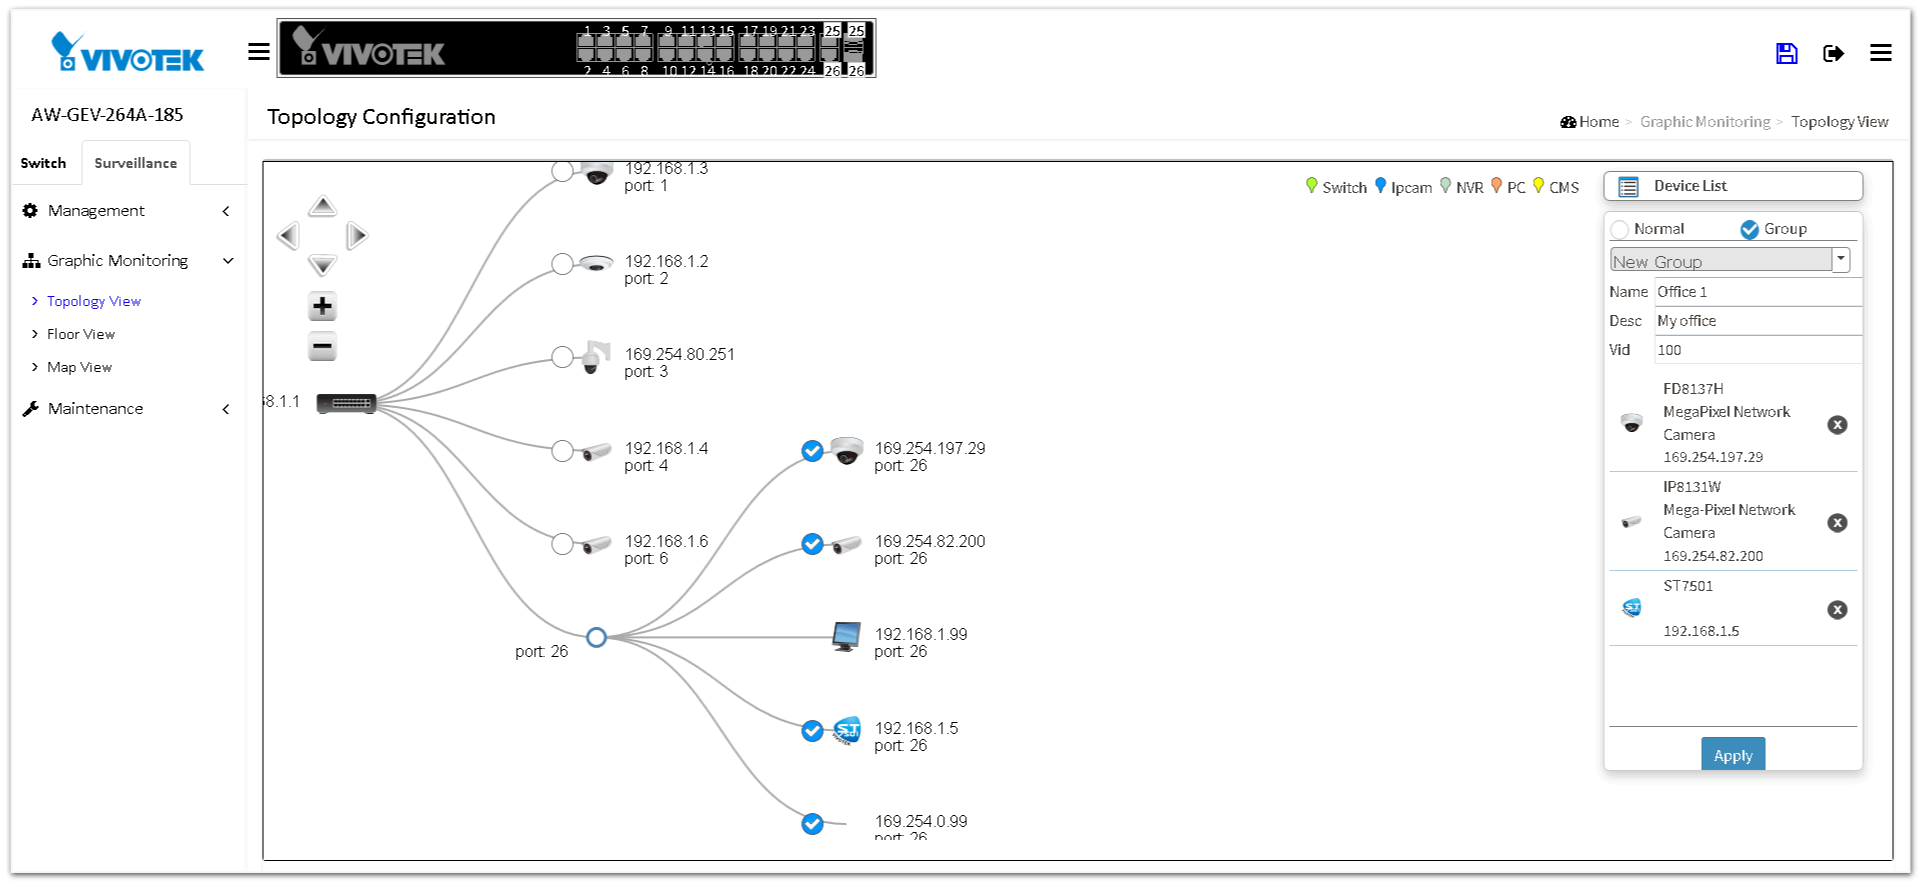 VIVOTEK
VIVOTEK
1 3 5 7 9 11 13 15 17 19 21 23 25 25
2 4 6 8 10 12 14 16 18 20 22 24 26 26
AW-GEV-264A-185
Topology Configuration
Home > Graphic Monitoring > Topology View
Switch
Surveillance
Management
Graphic Monitoring
Topology View
Floor View
Map View
Maintenance
Switch Ipcam NVR PC CMS
192.168.1.3
port: 1
192.168.1.2
port: 2
169.254.80.251
port: 3
8.1.1
192.168.1.4
port: 4
192.168.1.6
port: 6
port: 26
169.254.197.29
port: 26
169.254.82.200
port: 26
192.168.1.99
port: 26
ST
7501
VIVOTEK
192.168.1.5
port: 26
169.254.0.99
port: 26
Device List
Normal Group
New Group
Name Office 1
Desc My office
Vid 100
FD8137H
MegaPixel Network
Camera
169.254.197.29
IP8131W
Mega-Pixel Network
Camera
169.254.82.200
ST7501
ST
192.168.1.5
Apply